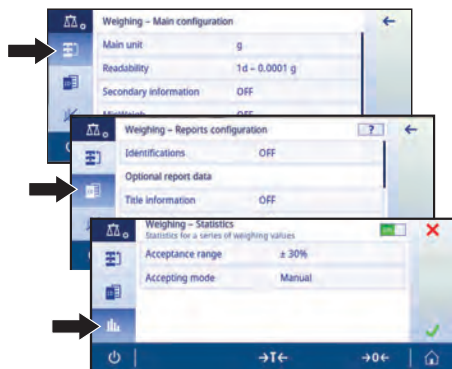 Weighing – Main configuration
Main unit g
Readability 1d – 0.0001 g
Secondary information OFF
MinWeigh OFF
Weighing – Reports configuration ?
Identifications OFF
Optional report data
Title information OFF
Weighing – Statistics
Statistics for a series of weighing values
Acceptance range ± 30%
Accepting mode Manual
→T← →0←